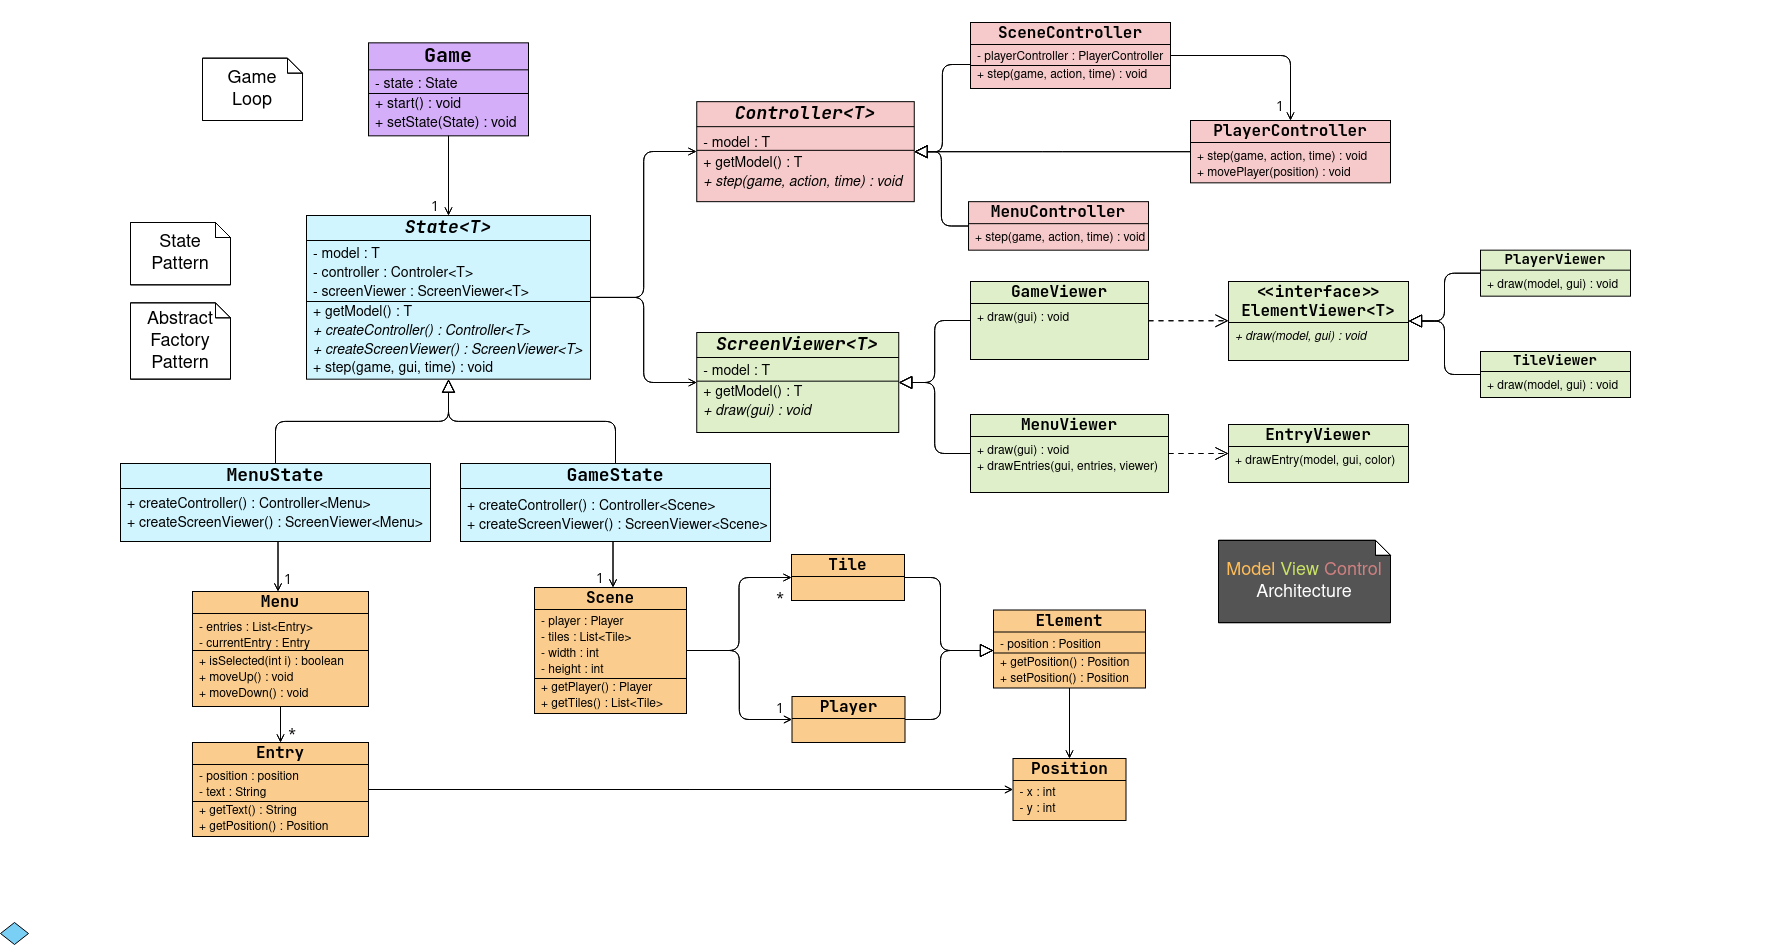 Game
Loop
Game
- state : State
+ start() : void
+ setState(State) : void
1
State
Pattern
Abstract
Factory
Pattern
State<T>
- model : T
- controller : Controler<T>
- screenViewer : ScreenViewer<T>
+ getModel() : T
+ createController() : Controller<T>
+ createScreenViewer() : ScreenViewer<T>
+ step(game, gui, time) : void
Controller<T>
- model : T
+ getModel() : T
+ step(game, action, time) : void
SceneController
- playerController : PlayerController
+ step(game, action, time) : void
1
PlayerController
+ step(game, action, time) : void
+ movePlayer(position) : void
MenuController
+ step(game, action, time) : void
ScreenViewer<T>
- model : T
+ getModel() : T
+ draw(gui) : void
GameViewer
+ draw(gui) : void
<<interface>>
ElementViewer<T>
+ draw(model, gui) : void
PlayerViewer
+ draw(model, gui) : void
TileViewer
+ draw(model, gui) : void
MenuViewer
+ draw(gui) : void
+ drawEntries(gui, entries, viewer)
EntryViewer
+ drawEntry(model, gui, color)
MenuState
+ createController() : Controller<Menu>
+ createScreenViewer() : ScreenViewer<Menu>
GameState
+ createController() : Controller<Scene>
+ createScreenViewer() : ScreenViewer<Scene>
1
Menu
- entries : List<Entry>
- currentEntry : Entry
+ isSelected(int i) : boolean
+ moveUp() : void
+ moveDown() : void
*
Entry
- position : position
- text : String
+ getText() : String
+ getPosition() : Position
1
Scene
- player : Player
- tiles : List<Tile>
- width : int
- height : int
+ getPlayer() : Player
+ getTiles() : List<Tile>
Tile
*
1
Player
Element
- position : Position
+ getPosition() : Position
+ setPosition() : Position
Position
- x : int
- y : int
Model View Control
Architecture